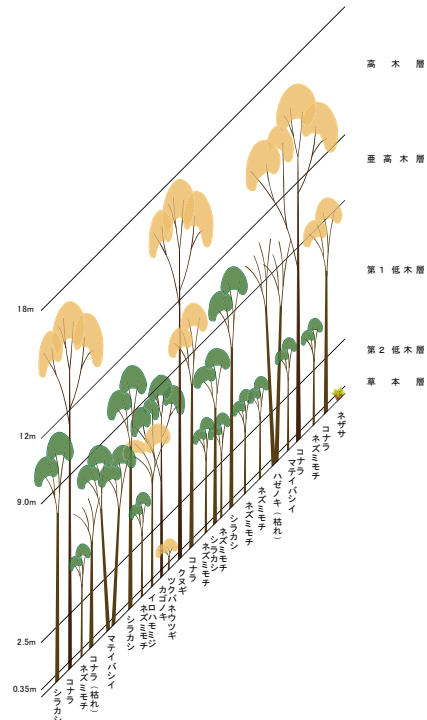 高木層
亜高木層
第1低木層
第2低木層
草本層
18m
12m
9.0m
2.5m
0.35m
シラカシ
コナラ
ネズミモチ
コナラ（枯れ）
マテイバシイ
シラカシ
ネズミモチ
イロハモミジ
カゴノキ
ツクバネウツギ
クヌギ
コナラ
ネズミモチ
シラカシ
ネズミモチ
シラカシ
ネズミモチ
ネズミモチ
ハゼノキ（枯れ）
マテイバシイ
コナラ
ネズミモチ
コナラ
ネザサ